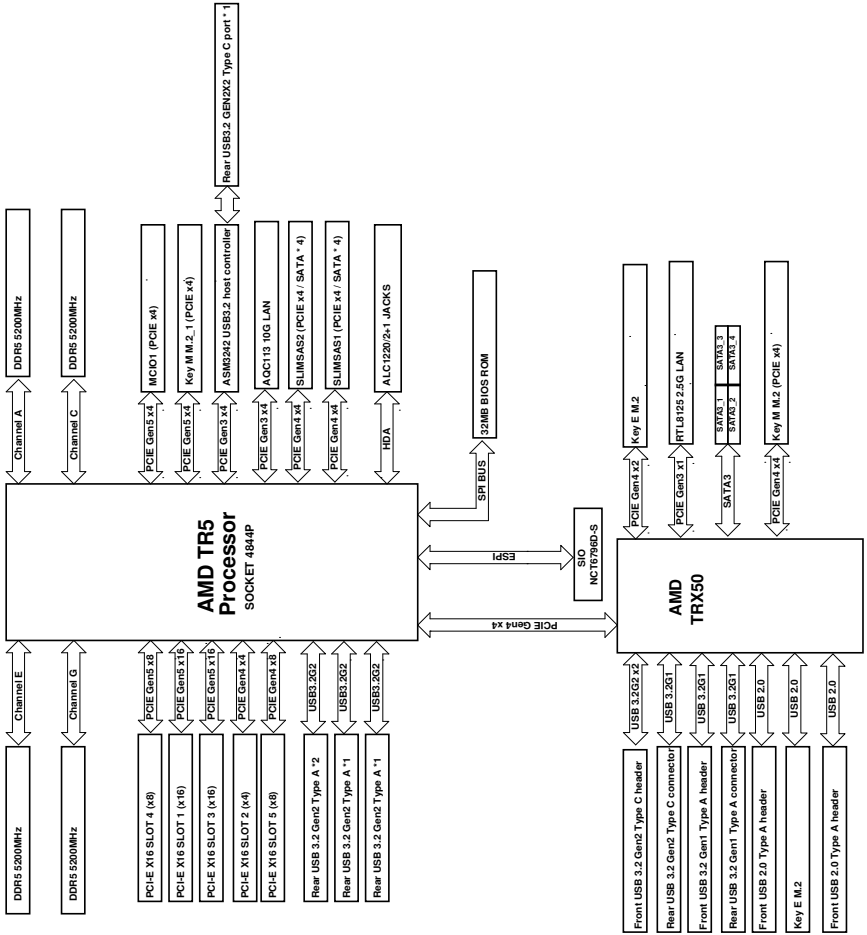 Rear USB3.2 GEN2X2 Type C port * 1
DDR5 5200MHz
DDR5 5200MHz
MCIO1 (PCIE x4)
Key M M.2_1 (PCIE x4)
ASM3242 USB3.2 host controller
AQC113 10G LAN
SLIMSAS2 (PCIE x4 / SATA * 4)
SLIMSAS1 (PCIE x4 / SATA * 4)
ALC1220/2+1 JACKS
32MB BIOS ROM
Channel A
Channel C
PCIE Gen5 x4
PCIE Gen5 x4
PCIE Gen3 x4
PCIE Gen3 x4
PCIE Gen4 x4
PCIE Gen4 x4
HDA
SPI BUS
AMD TR5
Processor
SOCKET 4844P
ESPI
SIO
NCT6796D-S
PCIE Gen4 x4
Channel E
Channel G
PCIE Gen5 x8
PCIE Gen5 x16
PCIE Gen5 x16
PCIE Gen4 x4
PCIE Gen4 x8
USB3.2G2
USB3.2G2
USB3.2G2
DDR5 5200MHz
DDR5 5200MHz
PCI-E X16 SLOT 4 (x8)
PCI-E X16 SLOT 1 (x16)
PCI-E X16 SLOT 3 (x16)
PCI-E X16 SLOT 2 (x4)
PCI-E X16 SLOT 5 (x8)
Rear USB 3.2 Gen2 Type A *2
Rear USB 3.2 Gen2 Type A *1
Rear USB 3.2 Gen2 Type A *1
Key E M.2
RTL8125 2.5G LAN
SATA3_1
SATA3_3
SATA3_2
SATA3_4
Key M M.2 (PCIE x4)
PCIE Gen4 x2
PCIE Gen3 x1
SATA3
PCIE Gen4 x4
AMD
TRX50
USB 3.2G2 x2
USB 3.2G1
USB 3.2G1
USB 3.2G1
USB 2.0
USB 2.0
USB 2.0
Front USB 3.2 Gen2 Type C header
Rear USB 3.2 Gen2 Type C connector
Front USB 3.2 Gen1 Type A header
Rear USB 3.2 Gen1 Type A connector
Front USB 2.0 Type A header
Key E M.2
Front USB 2.0 Type A header